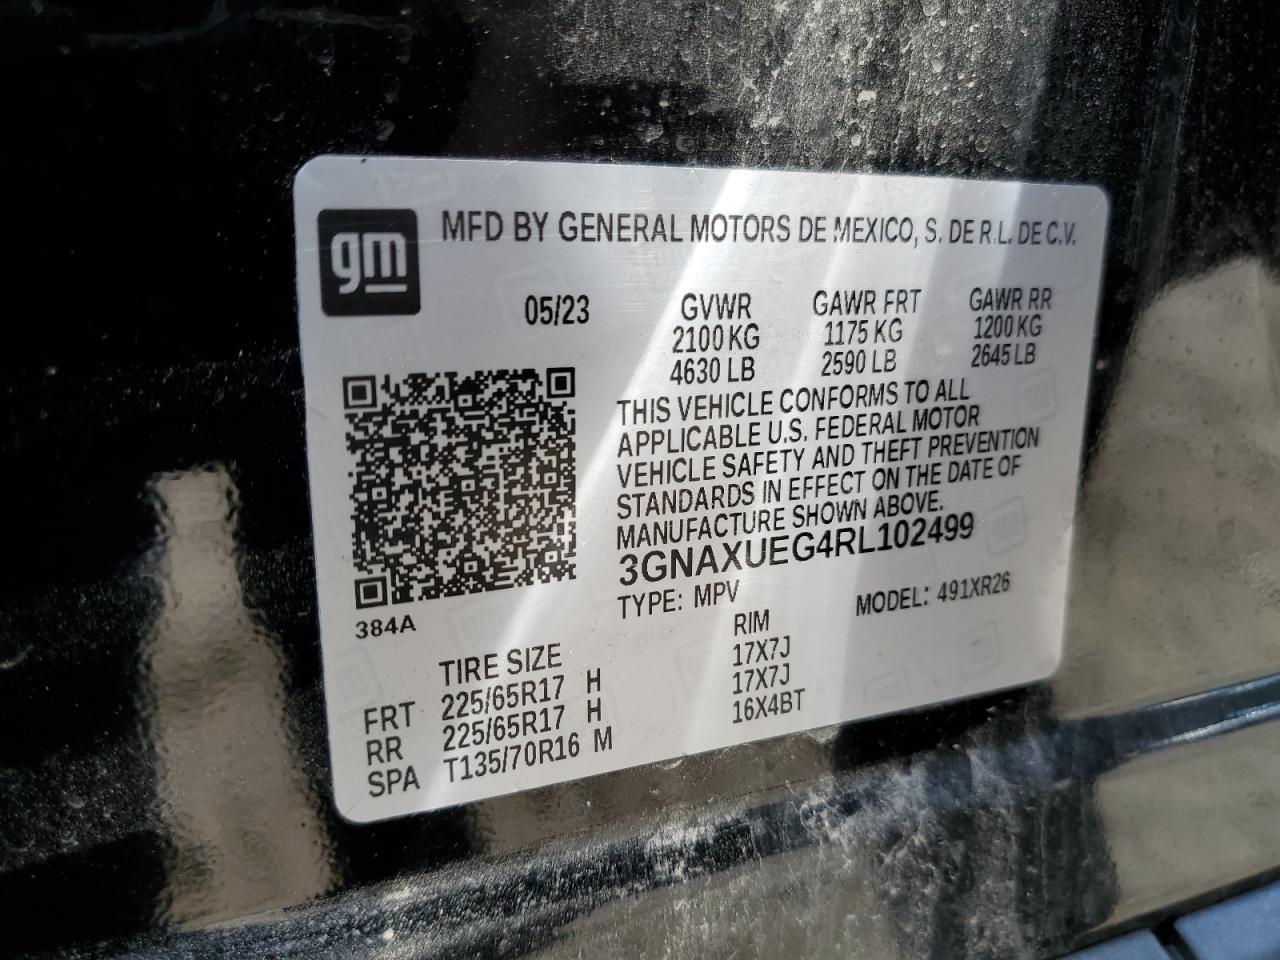 gm
MFD BY GENERAL MOTORS DE MEXICO, S. DE R.L. DE C.V.
05/23 GVWR GAWR FRT GAWR RR
2100 KG 1175 KG 1200 KG
4630 LB 2590 LB 2645 LB
THIS VEHICLE CONFORMS TO ALL
APPLICABLE U.S. FEDERAL MOTOR
VEHICLE SAFETY AND THEFT PREVENTION
STANDARDS IN EFFECT ON THE DATE OF
MANUFACTURE SHOWN ABOVE.
3GNAXUEG4RL102499
TYPE: MPV MODEL: 491XR26
384A
TIRE SIZE RIM
FRT 225/65R17 H 17X7J
RR 225/65R17 H 17X7J
SPA T135/70R16 M 16X4BT